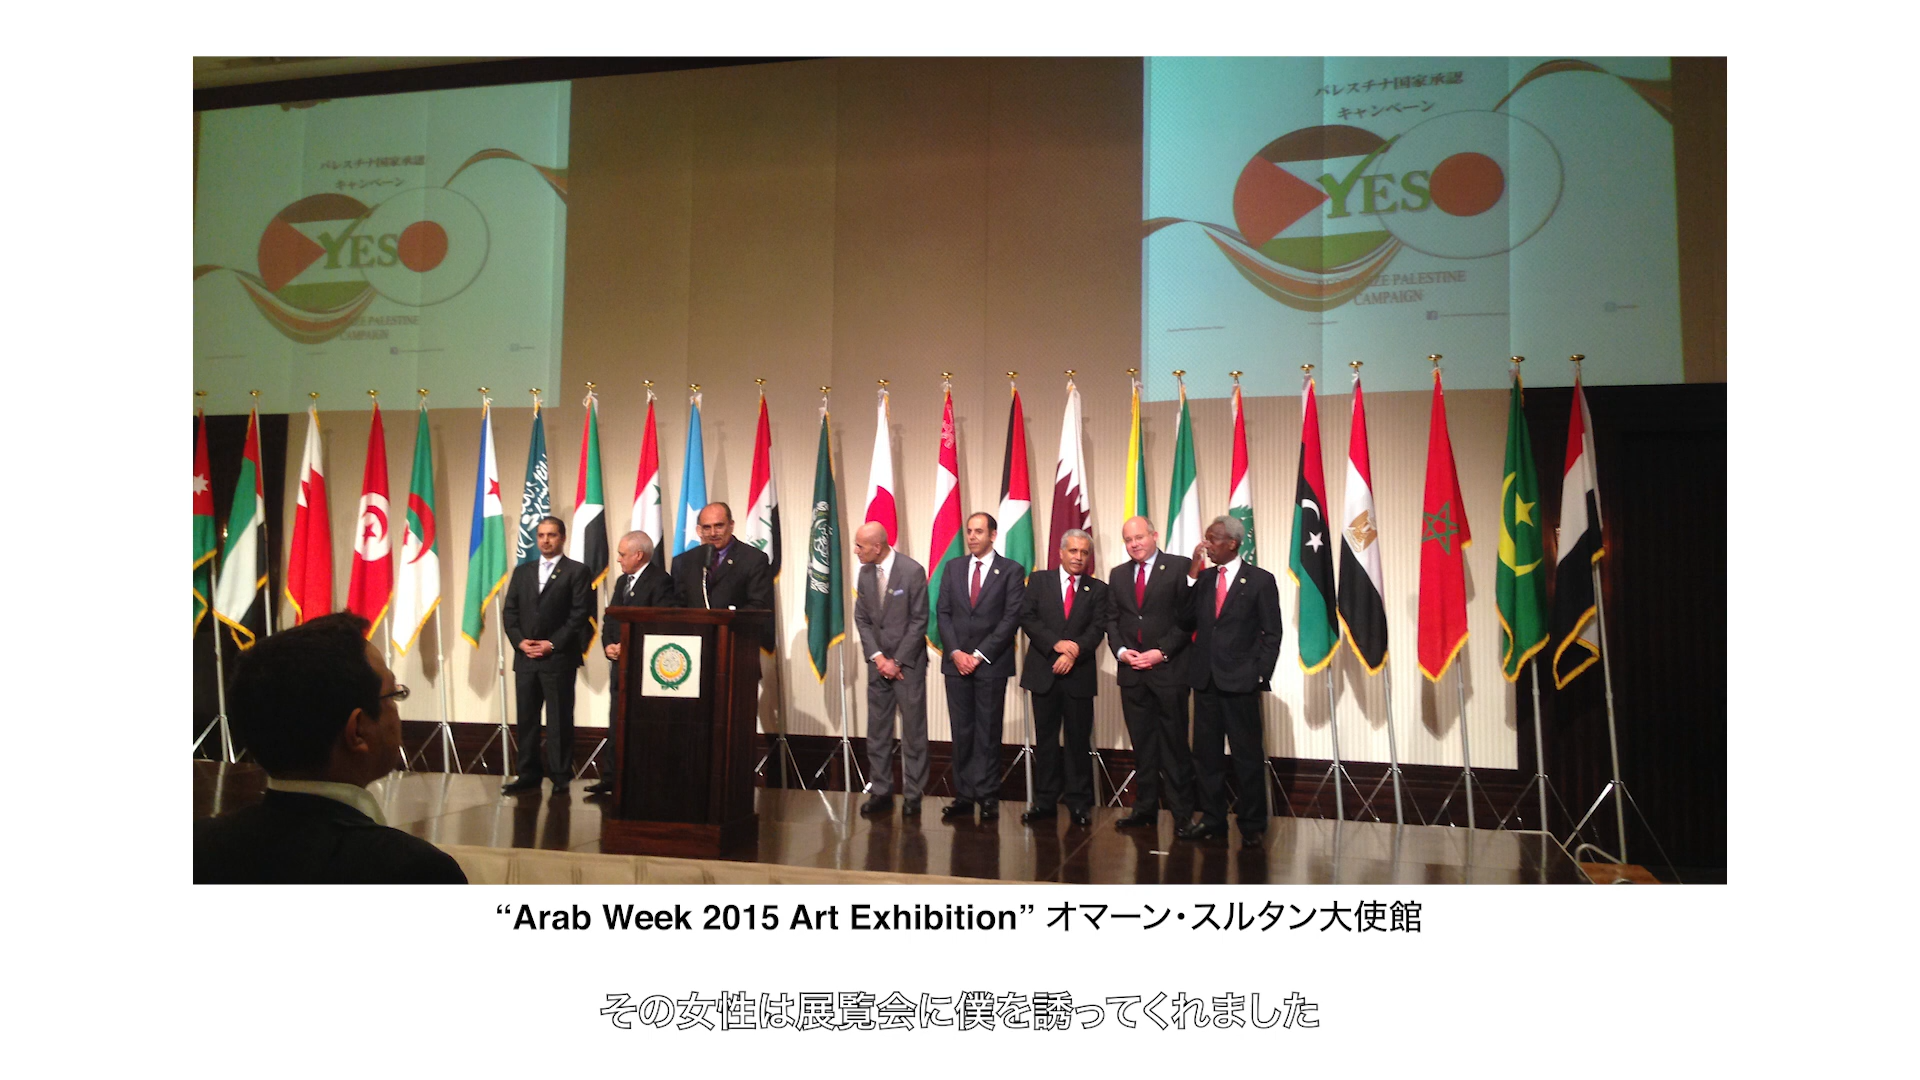 パレスチナ国家承認
キャンペーン
YES
PALESTINE
CAMPAIGN
パレスチナ国家承認
キャンペーン
YES
PALESTINE
CAMPAIGN
“Arab Week 2015 Art Exhibition” オマーン・スルタン大使館
その女性は展覧会に僕を誘ってくれました